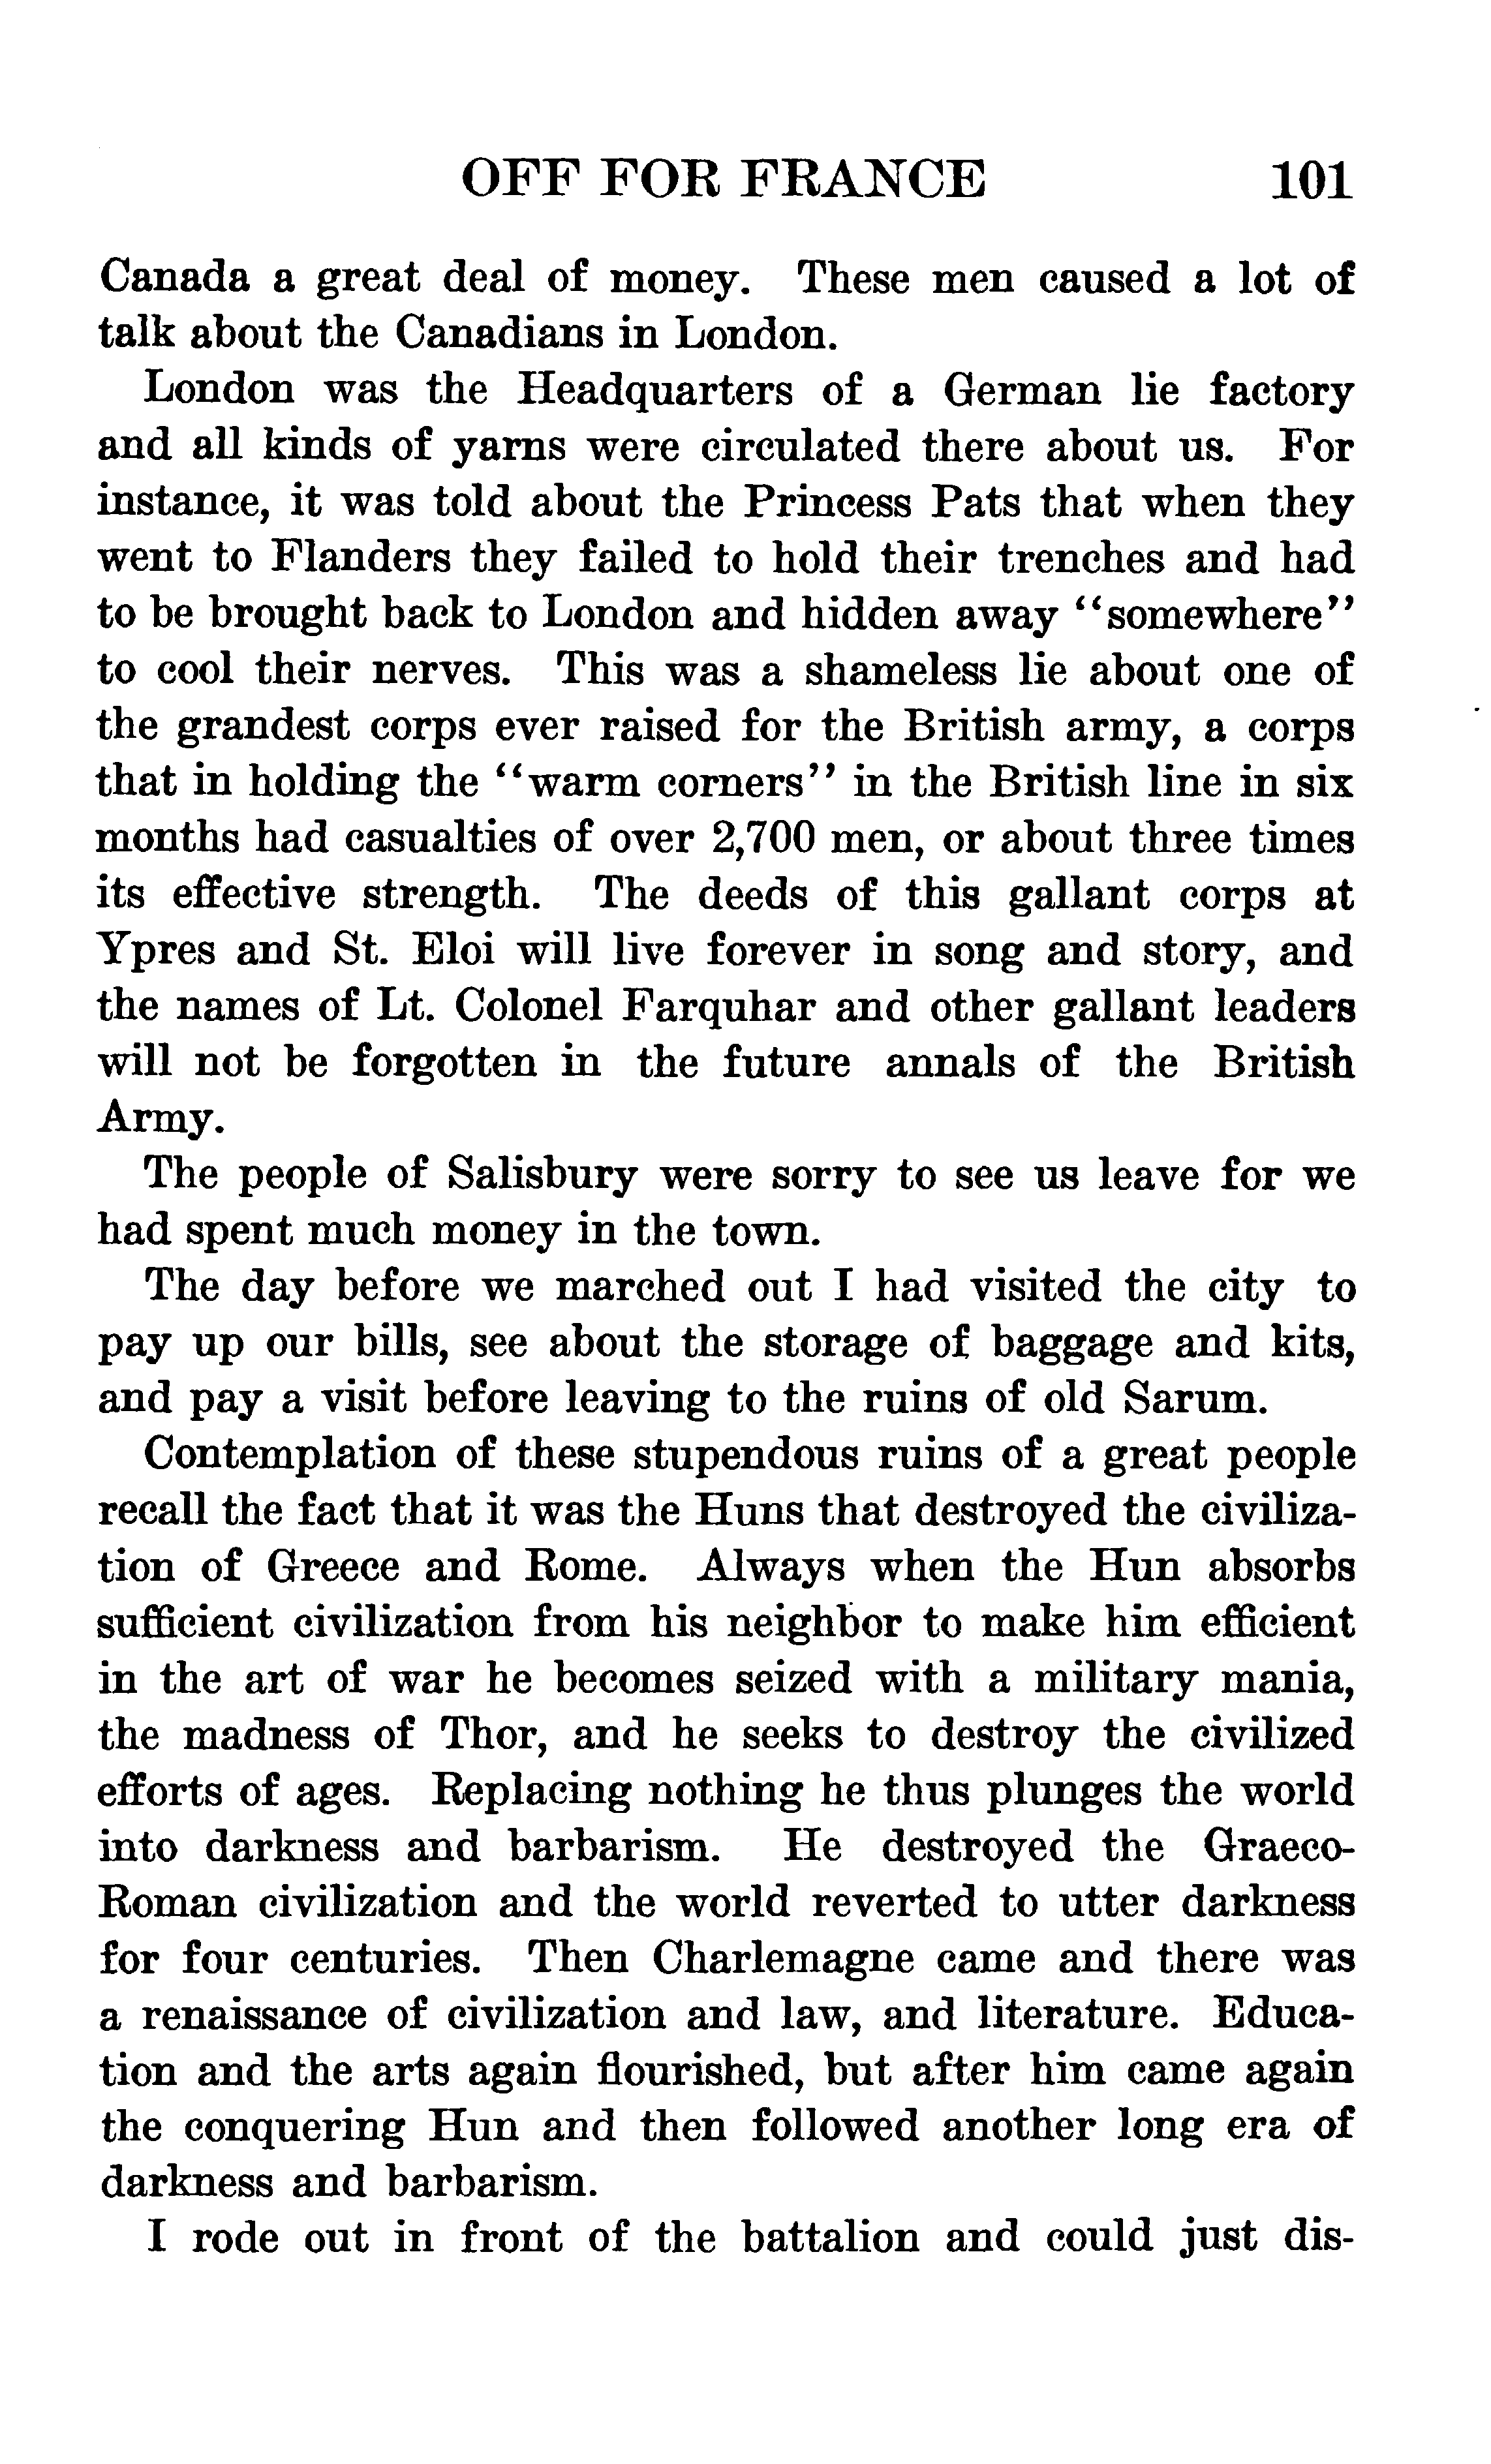 OFF FOR FRANCE 101
Canada a great deal of money. These men caused a lot of
talk about the Canadians in London.
London was the Headquarters of a German lie factory
and all kinds of yarns were circulated there about us. For
instance, it was told about the Princess Pats that when they
went to Flanders they failed to hold their trenches and had
to be brought back to London and hidden away "somewhere"
to cool their nerves. This was a shameless lie about one of
the grandest corps ever raised for the British army, a corps
that in holding the "warm corners" in the British line in six
months had casualties of over 2,700 men, or about three times
its effective strength. The deeds of this gallant corps at
Ypres and St. Eloi will live forever in song and story, and
the names of Lt. Colonel Farquhar and other gallant leaders
will not be forgotten in the future annals of the British
Army.
The people of Salisbury were sorry to see us leave for we
had spent much money in the town.
The day before we marched out I had visited the city to
pay up our bills, see about the storage of baggage and kits,
and pay a visit before leaving to the ruins of old Sarum.
Contemplation of these stupendous ruins of a great people
recall the fact that it was the Huns that destroyed the civiliza-
tion of Greece and Rome. Always when the Hun absorbs
sufficient civilization from his neighbor to make him efficient
in the art of war he becomes seized with a military mania,
the madness of Thor, and he seeks to destroy the civilized
efforts of ages. Replacing nothing he thus plunges the world
into darkness and barbarism. He destroyed the Graeco-
Roman civilization and the world reverted to utter darkness
for four centuries. Then Charlemagne came and there was
a renaissance of civilization and law, and literature. Educa-
tion and the arts again flourished, but after him came again
the conquering Hun and then followed another long era of
darkness and barbarism.
I rode out in front of the battalion and could just dis-